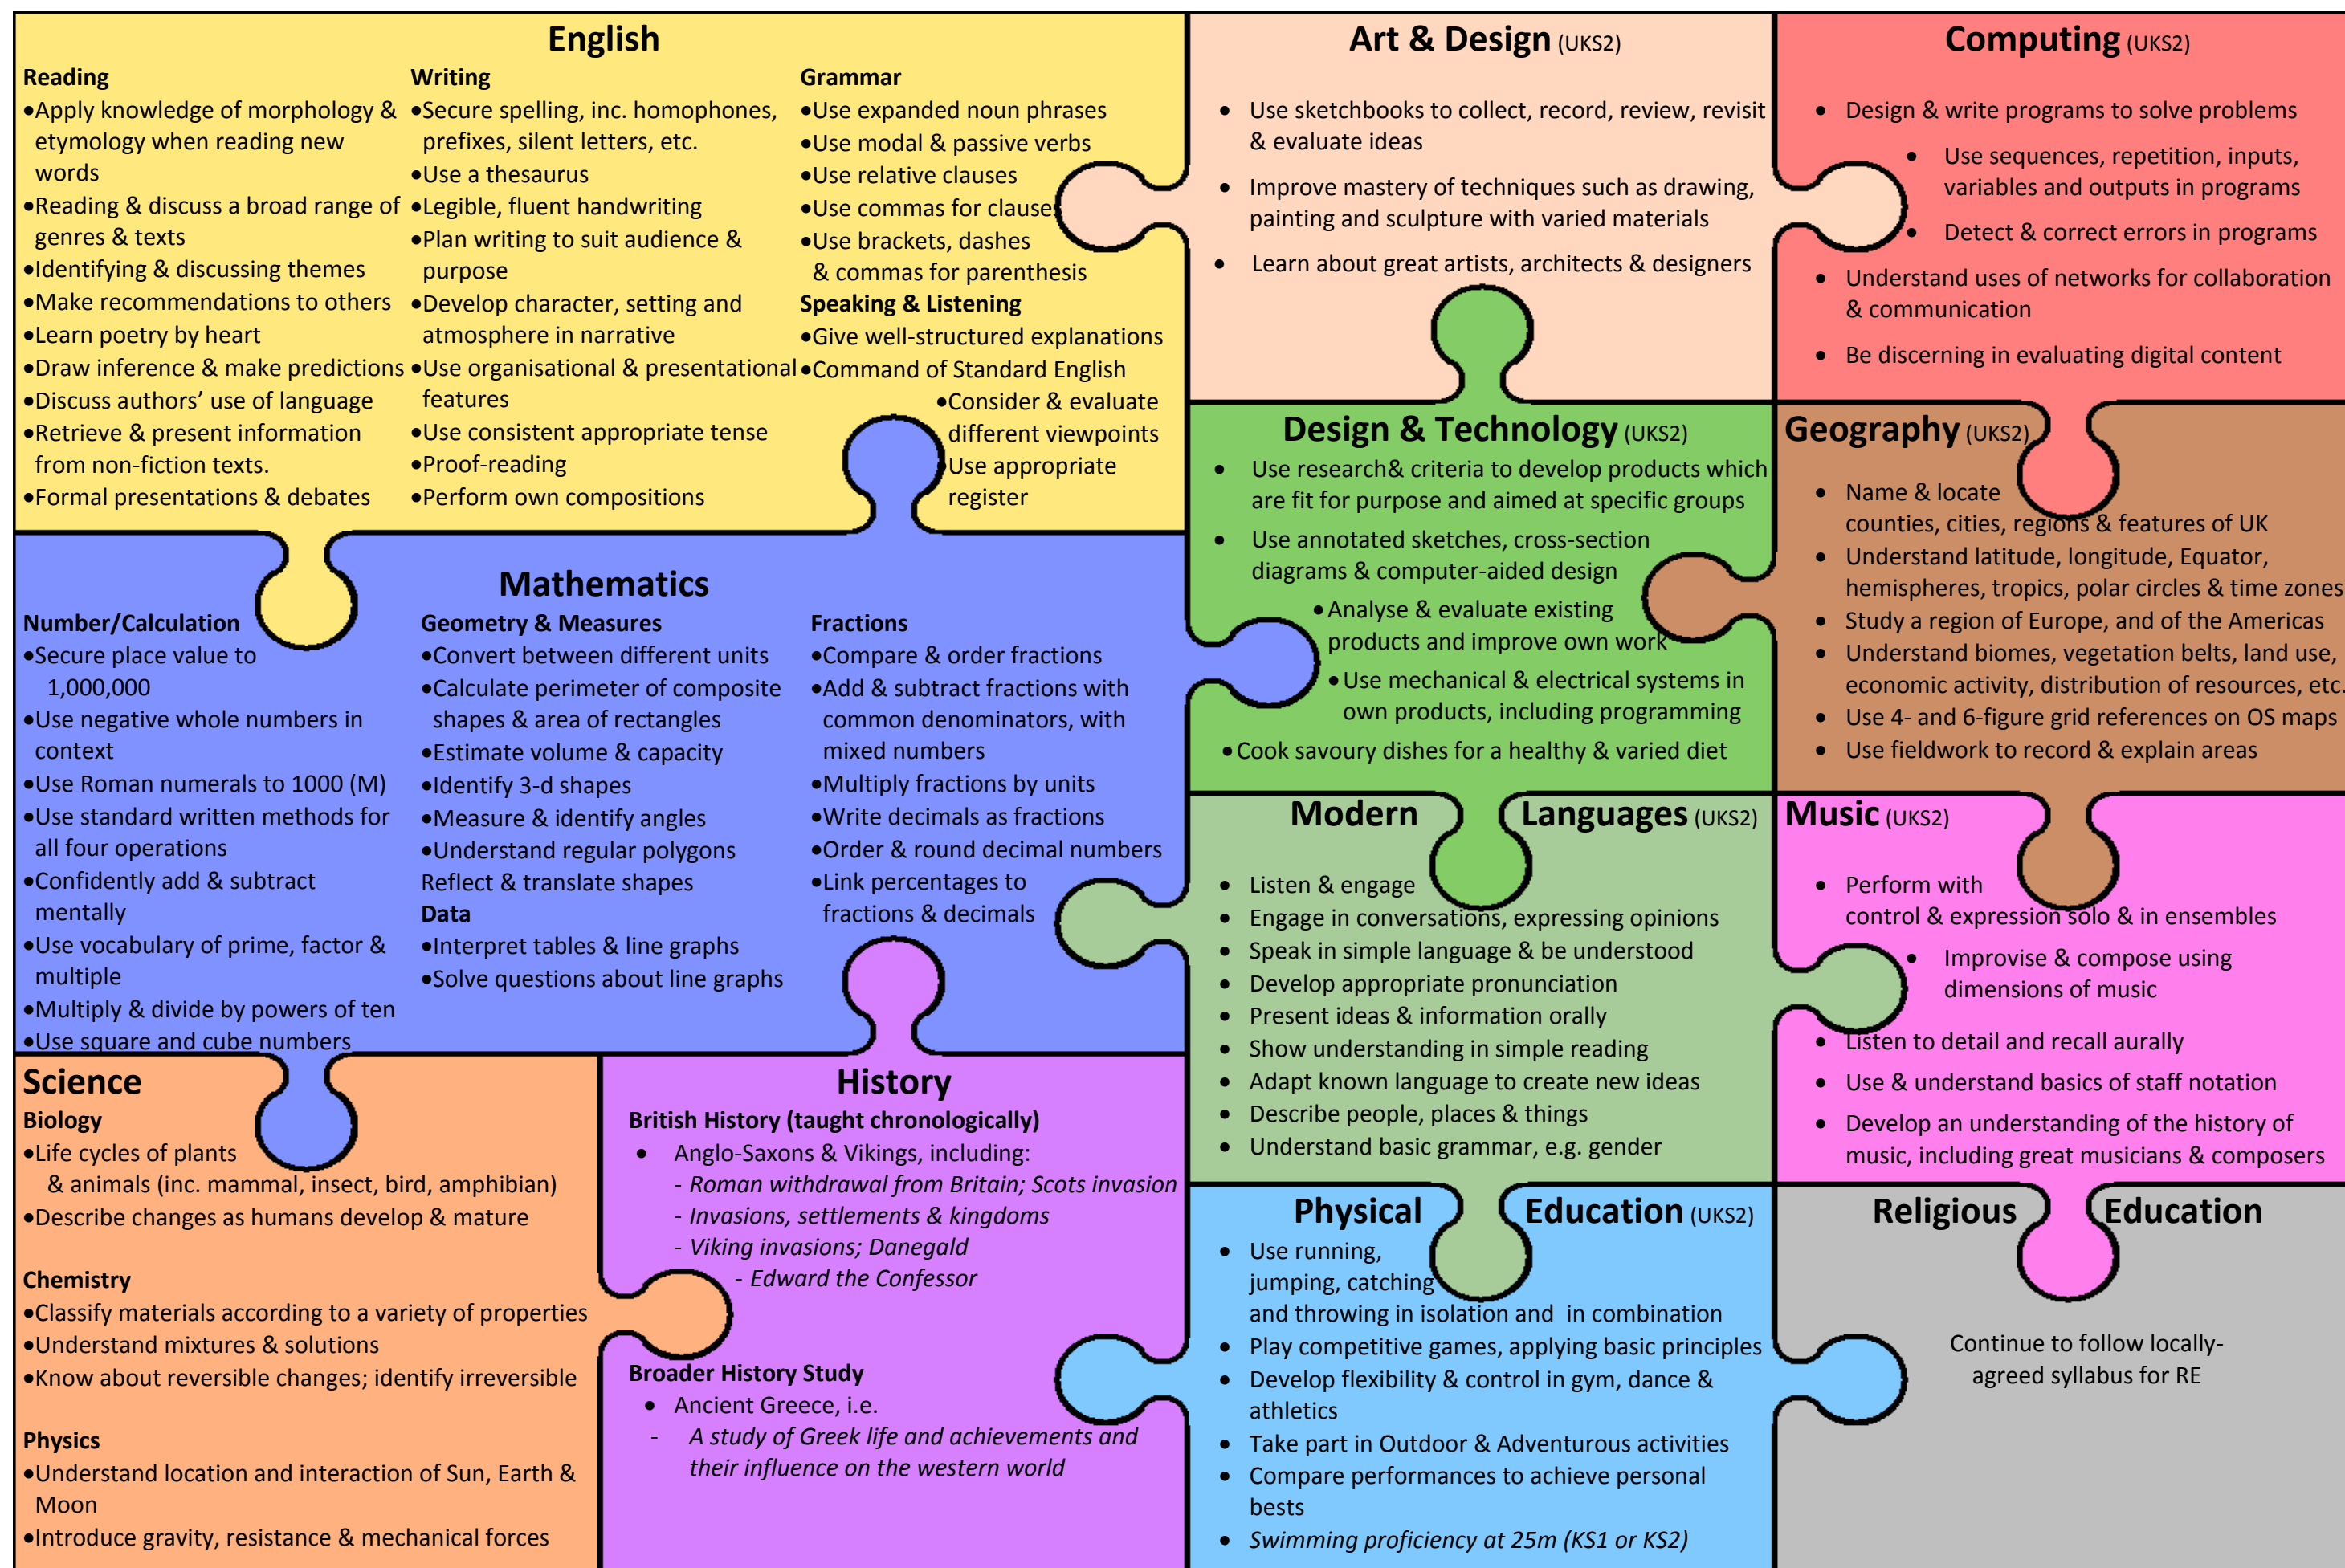 English
Reading
•Apply knowledge of morphology &
etymology when reading new
words
•Reading & discuss a broad range of
genres & texts
•Identifying & discussing themes
•Make recommendations to others
•Learn poetry by heart
•Draw inference & make predictions
•Discuss authors’ use of language
•Retrieve & present information
from non-fiction texts.
•Formal presentations & debates
Writing
•Secure spelling, inc. homophones,
prefixes, silent letters, etc.
•Use a thesaurus
•Legible, fluent handwriting
•Plan writing to suit audience &
purpose
•Develop character, setting and
atmosphere in narrative
•Use organisational & presentational
features
•Use consistent appropriate tense
•Proof-reading
•Perform own compositions
Grammar
•Use expanded noun phrases
•Use modal & passive verbs
•Use relative clauses
•Use commas for clauses
•Use brackets, dashes
& commas for parenthesis
Speaking & Listening
•Give well-structured explanations
•Command of Standard English
•Consider & evaluate
different viewpoints
•Use appropriate
register
Art & Design (UKS2)
• Use sketchbooks to collect, record, review, revisit
& evaluate ideas
• Improve mastery of techniques such as drawing,
painting and sculpture with varied materials
• Learn about great artists, architects & designers
Computing (UKS2)
• Design & write programs to solve problems
• Use sequences, repetition, inputs,
variables and outputs in programs
• Detect & correct errors in programs
• Understand uses of networks for collaboration
& communication
• Be discerning in evaluating digital content
Mathematics
Number/Calculation
•Secure place value to
1,000,000
•Use negative whole numbers in
context
•Use Roman numerals to 1000 (M)
•Use standard written methods for
all four operations
•Confidently add & subtract
mentally
•Use vocabulary of prime, factor &
multiple
•Multiply & divide by powers of ten
•Use square and cube numbers
Geometry & Measures
•Convert between different units
•Calculate perimeter of composite
shapes & area of rectangles
•Estimate volume & capacity
•Identify 3-d shapes
•Measure & identify angles
•Understand regular polygons
Reflect & translate shapes
Data
•Interpret tables & line graphs
•Solve questions about line graphs
Fractions
•Compare & order fractions
•Add & subtract fractions with
common denominators, with
mixed numbers
•Multiply fractions by units
•Write decimals as fractions
•Order & round decimal numbers
•Link percentages to
fractions & decimals
Design & Technology (UKS2)
• Use research& criteria to develop products which
are fit for purpose and aimed at specific groups
• Use annotated sketches, cross-section
diagrams & computer-aided design
•Analyse & evaluate existing
products and improve own work
•Use mechanical & electrical systems in
own products, including programming
•Cook savoury dishes for a healthy & varied diet
Geography (UKS2)
• Name & locate
counties, cities, regions & features of UK
• Understand latitude, longitude, Equator,
hemispheres, tropics, polar circles & time zones
• Study a region of Europe, and of the Americas
• Understand biomes, vegetation belts, land use,
economic activity, distribution of resources, etc.
• Use 4- and 6-figure grid references on OS maps
• Use fieldwork to record & explain areas
Modern Languages (UKS2)
• Listen & engage
• Engage in conversations, expressing opinions
• Speak in simple language & be understood
• Develop appropriate pronunciation
• Present ideas & information orally
• Show understanding in simple reading
• Adapt known language to create new ideas
• Describe people, places & things
• Understand basic grammar, e.g. gender
Music (UKS2)
• Perform with
control & expression solo & in ensembles
• Improvise & compose using
dimensions of music
• Listen to detail and recall aurally
• Use & understand basics of staff notation
• Develop an understanding of the history of
music, including great musicians & composers
Science
Biology
•Life cycles of plants
& animals (inc. mammal, insect, bird, amphibian)
•Describe changes as humans develop & mature
Chemistry
•Classify materials according to a variety of properties
•Understand mixtures & solutions
•Know about reversible changes; identify irreversible
Physics
•Understand location and interaction of Sun, Earth &
Moon
•Introduce gravity, resistance & mechanical forces
History
British History (taught chronologically)
• Anglo-Saxons & Vikings, including:
- Roman withdrawal from Britain; Scots invasion
- Invasions, settlements & kingdoms
- Viking invasions; Danegald
- Edward the Confessor
Broader History Study
• Ancient Greece, i.e.
- A study of Greek life and achievements and
their influence on the western world
Physical Education (UKS2)
• Use running,
jumping, catching
and throwing in isolation and in combination
• Play competitive games, applying basic principles
• Develop flexibility & control in gym, dance &
athletics
• Take part in Outdoor & Adventurous activities
• Compare performances to achieve personal
bests
• Swimming proficiency at 25m (KS1 or KS2)
Religious Education
Continue to follow locally-
agreed syllabus for RE